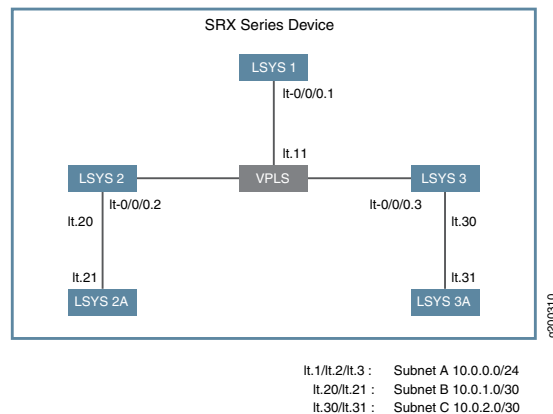 SRX Series Device
LSYS 1
lt-0/0/0.1
lt.11
LSYS 2
VPLS
LSYS 3
lt-0/0/0.2
lt-0/0/0.3
lt.20
lt.30
lt.21
lt.31
LSYS 2A
LSYS 3A
g200310
lt.1/lt.2/lt.3 : Subnet A 10.0.0.0/24
lt.20/lt.21 : Subnet B 10.0.1.0/30
lt.30/lt.31 : Subnet C 10.0.2.0/30